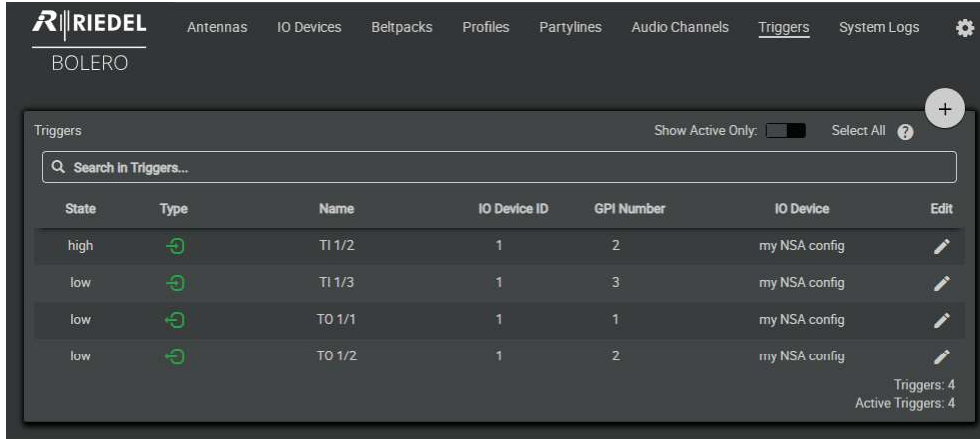 RIEDEL
BOLERO
Antennas IO Devices Beltpacks Profiles Partylines Audio Channels Triggers System Logs
+
Triggers Show Active Only: Select All ?
Search in Triggers...
State Type Name IO Device ID GPI Number IO Device Edit
high TI 1/2 1 2 my NSA config
low TI 1/3 1 3 my NSA config
low TO 1/1 1 1 my NSA config
low TO 1/2 1 2 my NSA config
Triggers: 4
Active Triggers: 4